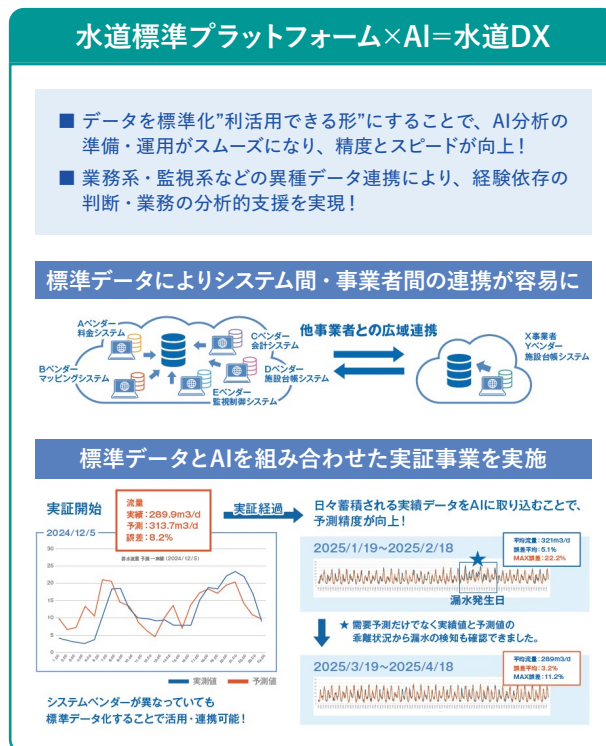 水道標準プラットフォーム×AI＝水道DX
■ データを標準化”利活用できる形”にすることで、AI分析の
準備・運用がスムーズになり、精度とスピードが向上！
■ 業務系・監視系などの異種データ連携により、経験依存の
判断・業務の分析的支援を実現！
標準データによりシステム間・事業者間の連携が容易に
Aベンダー
料金システム
Bベンダー
マッピングシステム
Cベンダー
会計システム
Dベンダー
施設台帳システム
Eベンダー
監視制御システム
他事業者との広域連携
X事業者
Yベンダー
施設台帳システム
標準データとAIを組み合わせた実証事業を実施
実証開始
流量
実績：289.9m3/d
予測：313.7m3/d
誤差：8.2%
実証経過
日々蓄積される実績データをAIに取り込むことで、
予測精度が向上！
2024/12/5
30
25
20
15
10
5
0
実測値
予測値
システムベンダーが異なっていても
標準データ化することで活用・連携可能！
2025/1/19~2025/2/18
平均流量：321m3/d
誤差平均：5.1%
MAX誤差：22.2%
★
漏水発生日
★ 需要予測だけでなく実績値と予測値の
乖離状況から漏水の検知も確認できました。
2025/3/19~2025/4/18
平均流量：289m3/d
誤差平均：3.2%
MAX誤差：11.2%